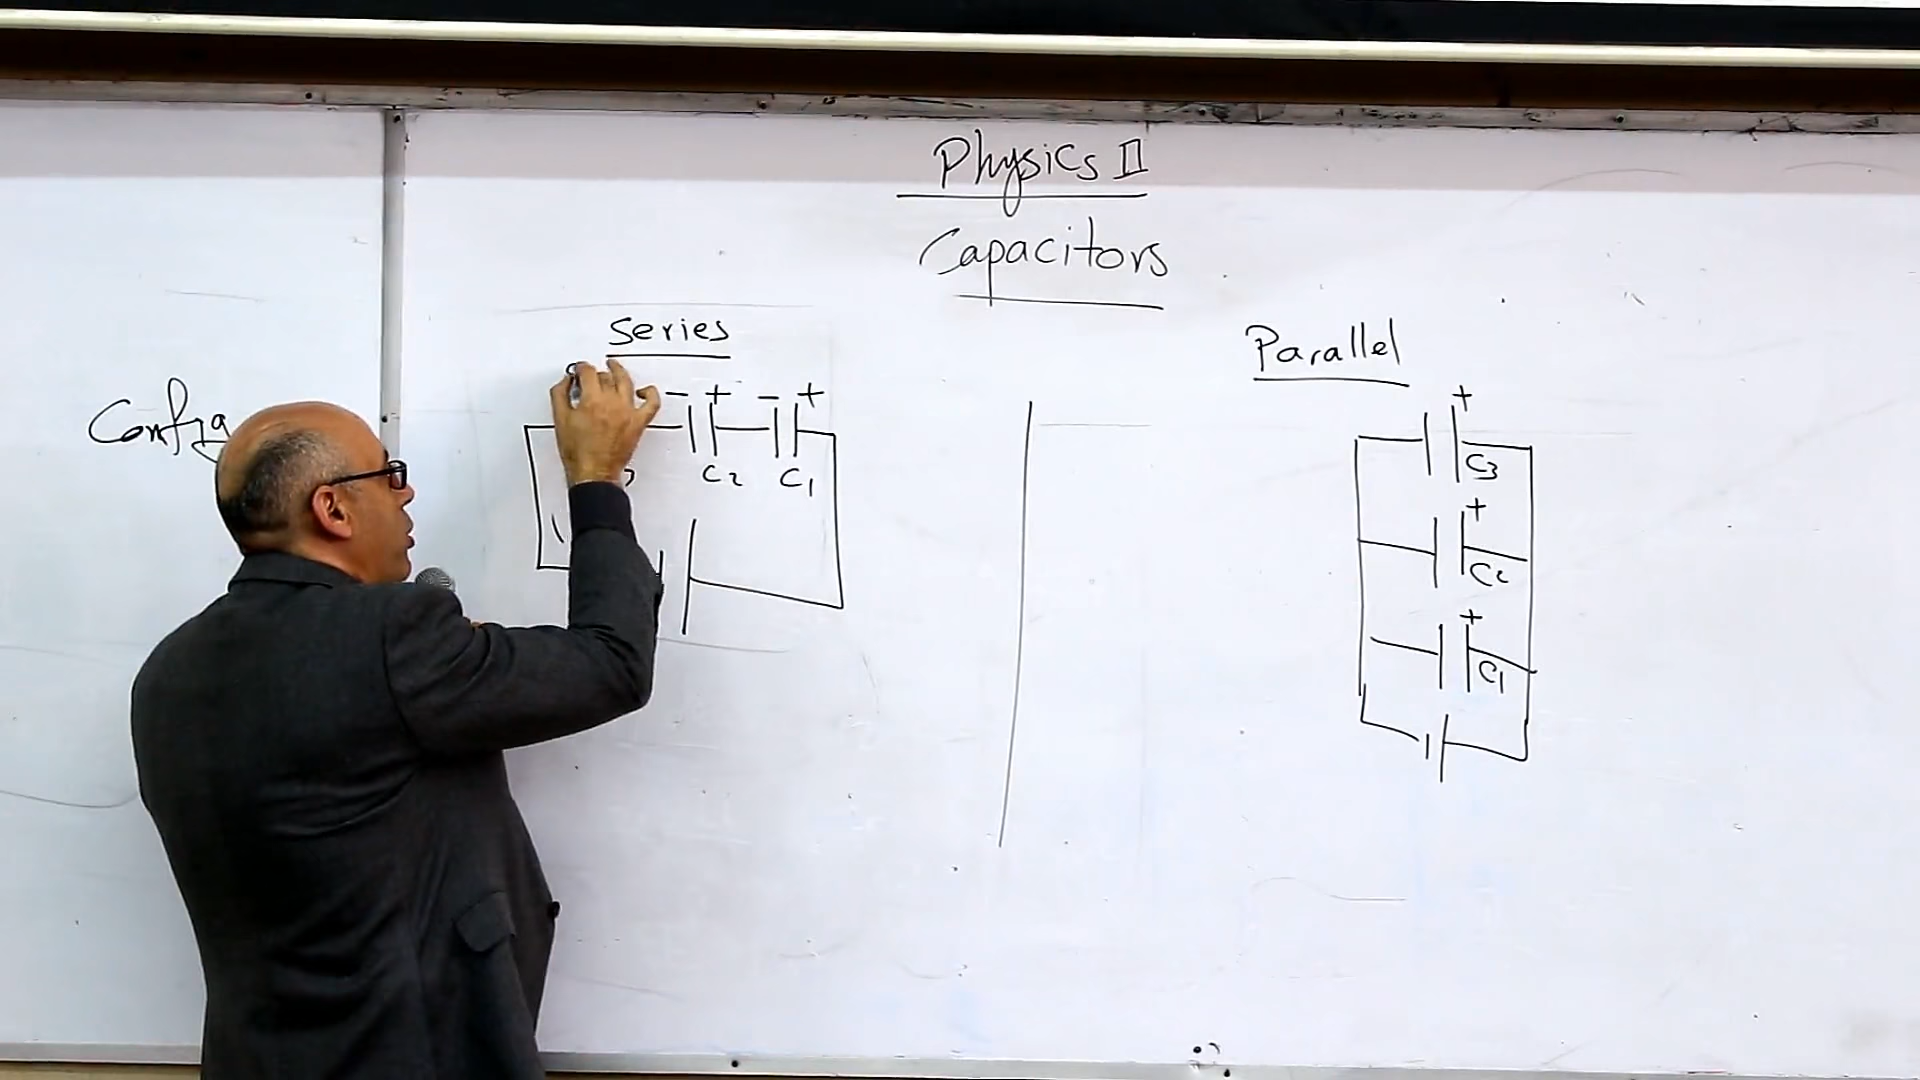 Physics II
Capacitors
Series
Parallel
- + - +
C2 C1
+
C3
+
C2
+
C1